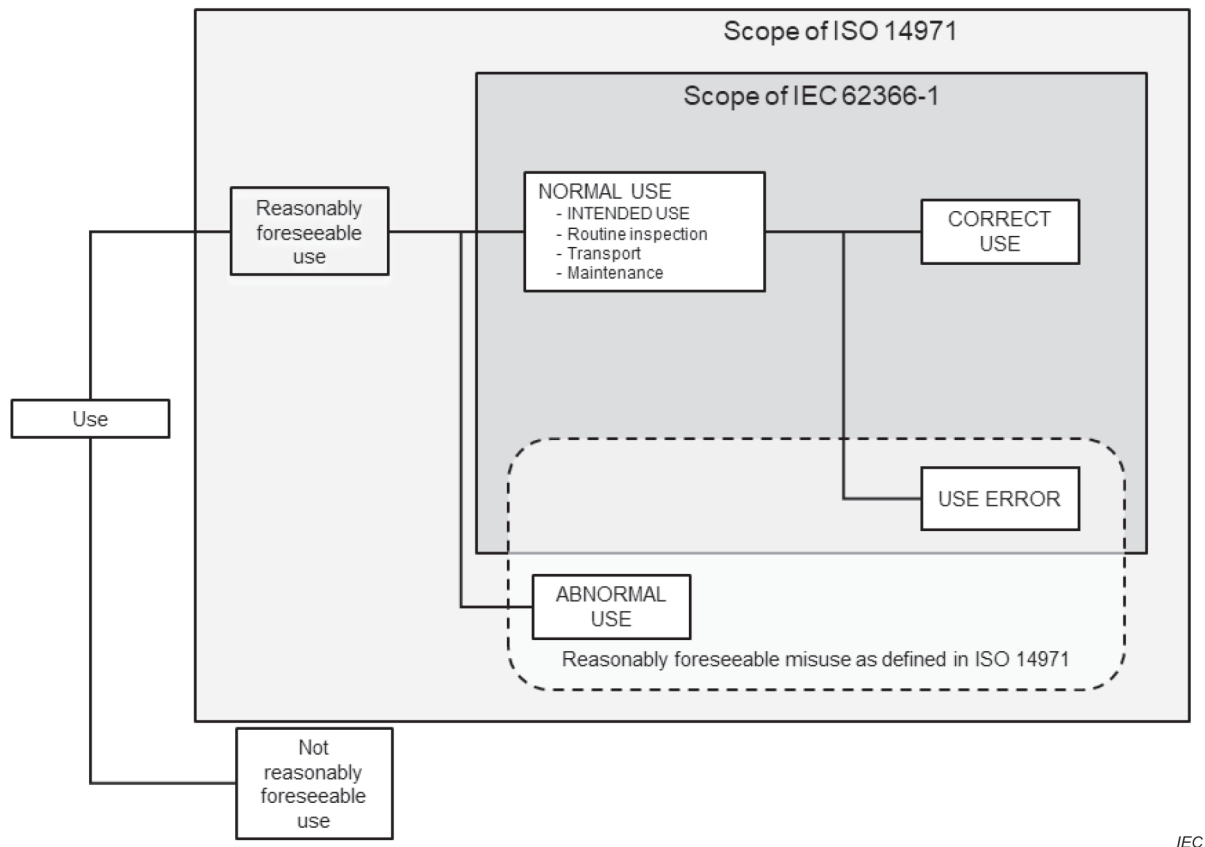 Scope of ISO 14971
Scope of IEC 62366-1
Reasonably
foreseeable
use
NORMAL USE
- INTENDED USE
- Routine inspection
- Transport
- Maintenance
CORRECT
USE
Use
USE ERROR
ABNORMAL
USE
Reasonably foreseeable misuse as defined in ISO 14971
Not
reasonably
foreseeable
use
IEC